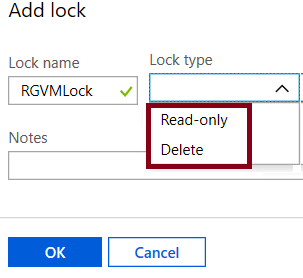 Add lock
Lock name
Lock type
RGVMLock
Read-only
Delete
Notes
OK
Cancel